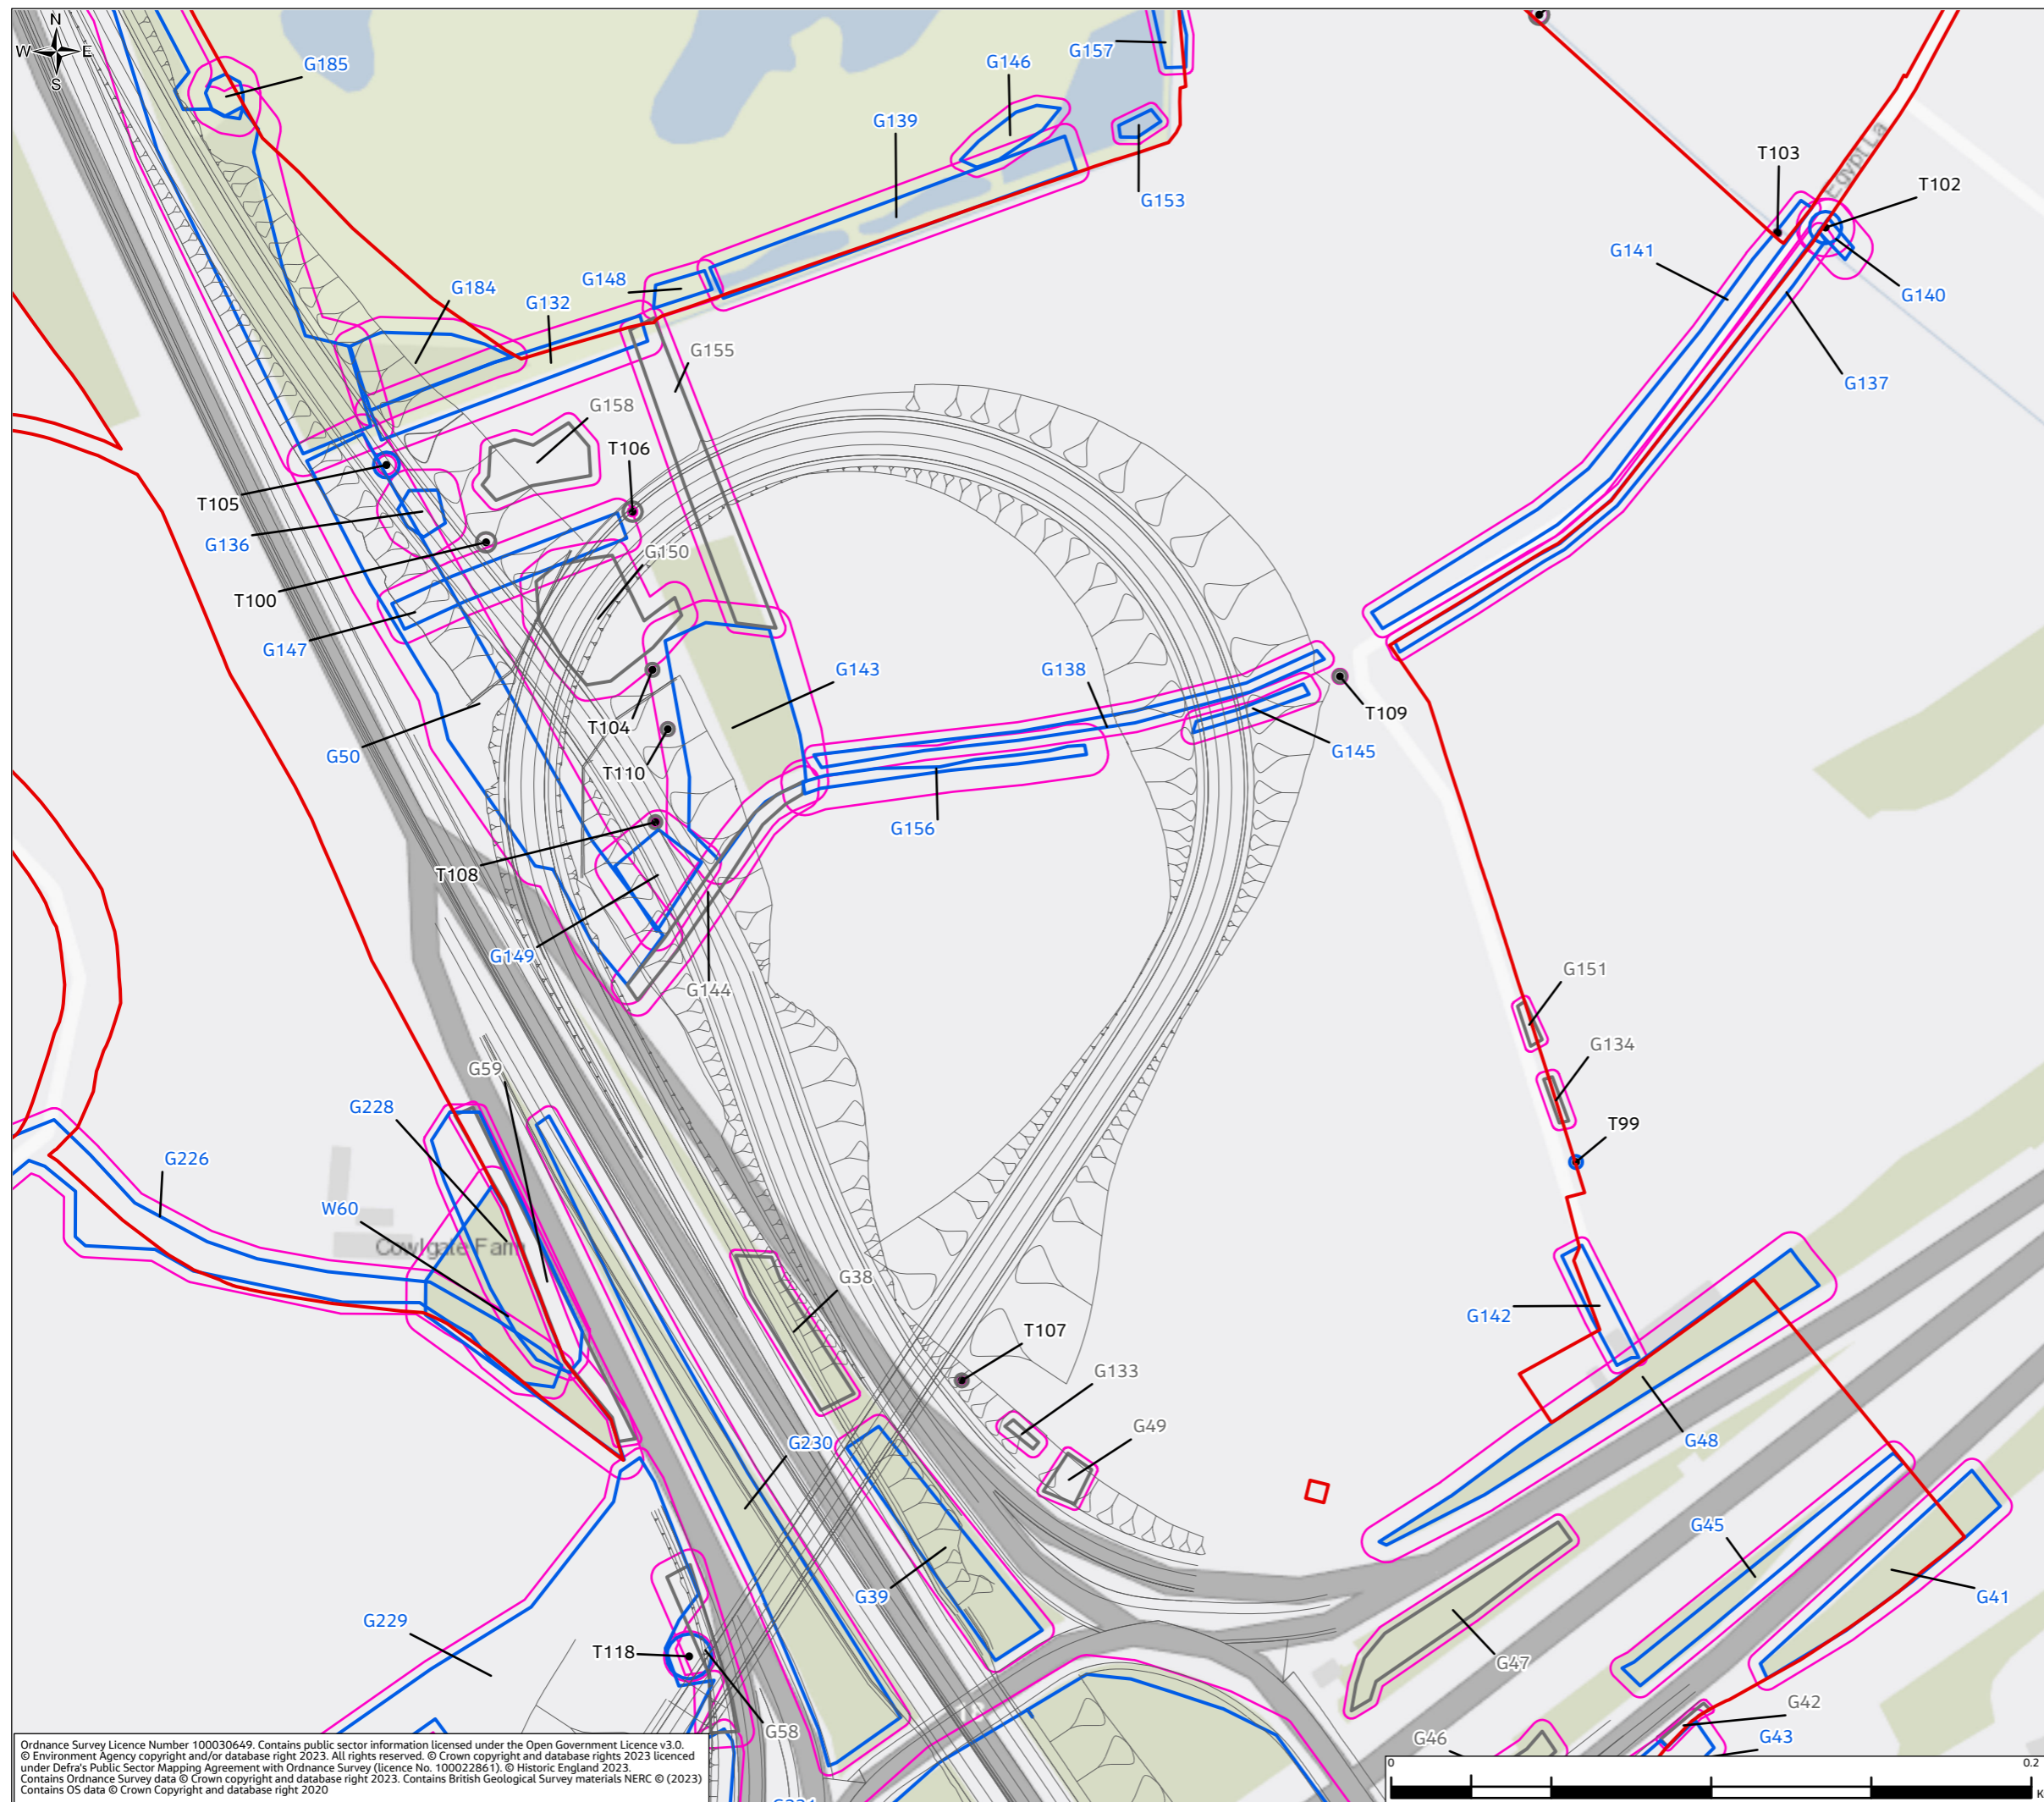 N
W E
S
G185
G157
G146
G139
G153
T103
Egypt La
T102
G141
G140
G148
G184
G132
G155
G137
G158
T106
T105
G136
G150
T100
G147
G143
G138
T104
T109
G50
G145
T110
G156
T108
G149
G144
G151
G134
G59
G228
T99
G226
W60
Cowlgate Farm
G38
G142
T107
G133
G49
G48
G230
G45
G39
G41
G229
T118
G47
G58
G42
G46
G43
Ordnance Survey Licence Number 100030649. Contains public sector information licensed under the Open Government Licence v3.0.
© Environment Agency copyright and/or database right 2023. All rights reserved. © Crown copyright and database rights 2023 licenced
under Defra's Public Sector Mapping Agreement with Ordnance Survey (licence No. 100022861). © Historic England 2023.
Contains Ordnance Survey data © Crown copyright and database right 2023. Contains British Geological Survey materials NERC © (2023)
Contains OS data © Crown Copyright and database right 2020
0 0.2